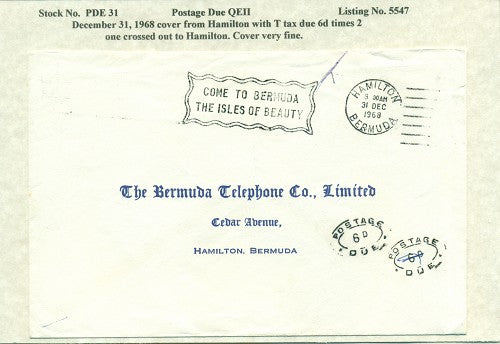 Stock No. PDE 31 Postage Due QEII Listing No. 5547
December 31, 1968 cover from Hamilton with T tax due 6d times 2
one crossed out to Hamilton. Cover very fine.
COME TO BERMUDA
THE ISLES OF BEAUTY
HAMILTON
31 DEC
1968
BERMUDA
T
The Bermuda Telephone Co., Limited
Cedar Avenue,
HAMILTON, BERMUDA
POSTAGE
6D
DUE
POSTAGE
6D
DUE